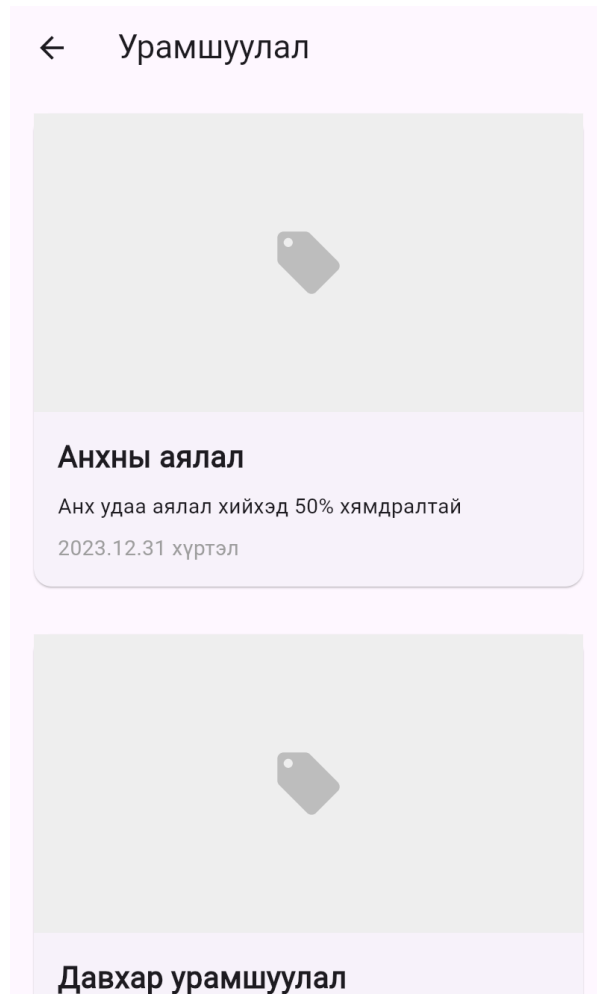 Урамшуулал
Анхны аялал
Анх удаа аялал хийхэд 50% хямдралтай
2023.12.31 хүртэл
Давхар урамшуулал